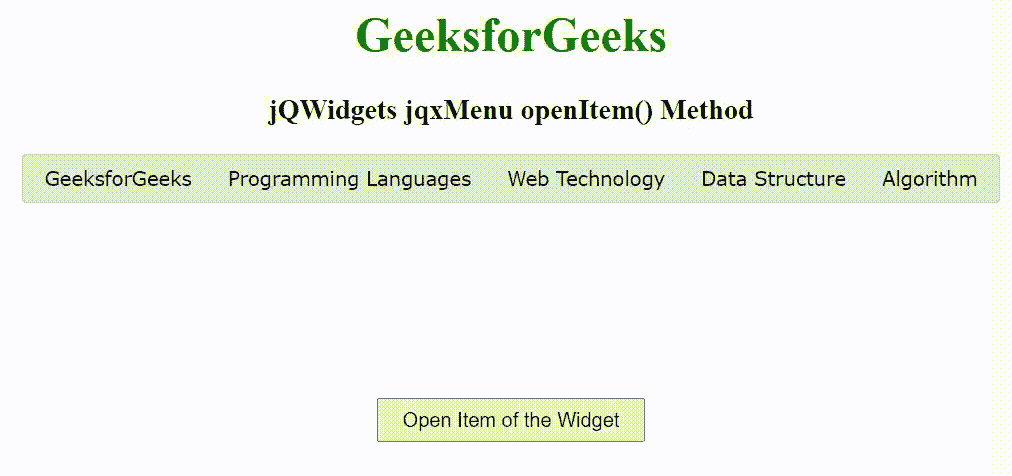 GeeksforGeeks
jQWidgets jqxMenu openItem() Method
GeeksforGeeks Programming Languages Web Technology Data Structure Algorithm
Open Item of the Widget